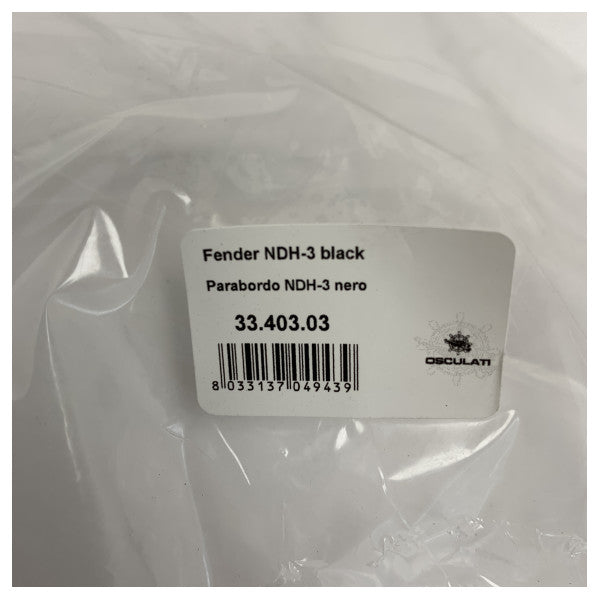 Fender NDH-3 black
Parabordo NDH-3 nero
33.403.03
8 033137 049439
OSCULATI